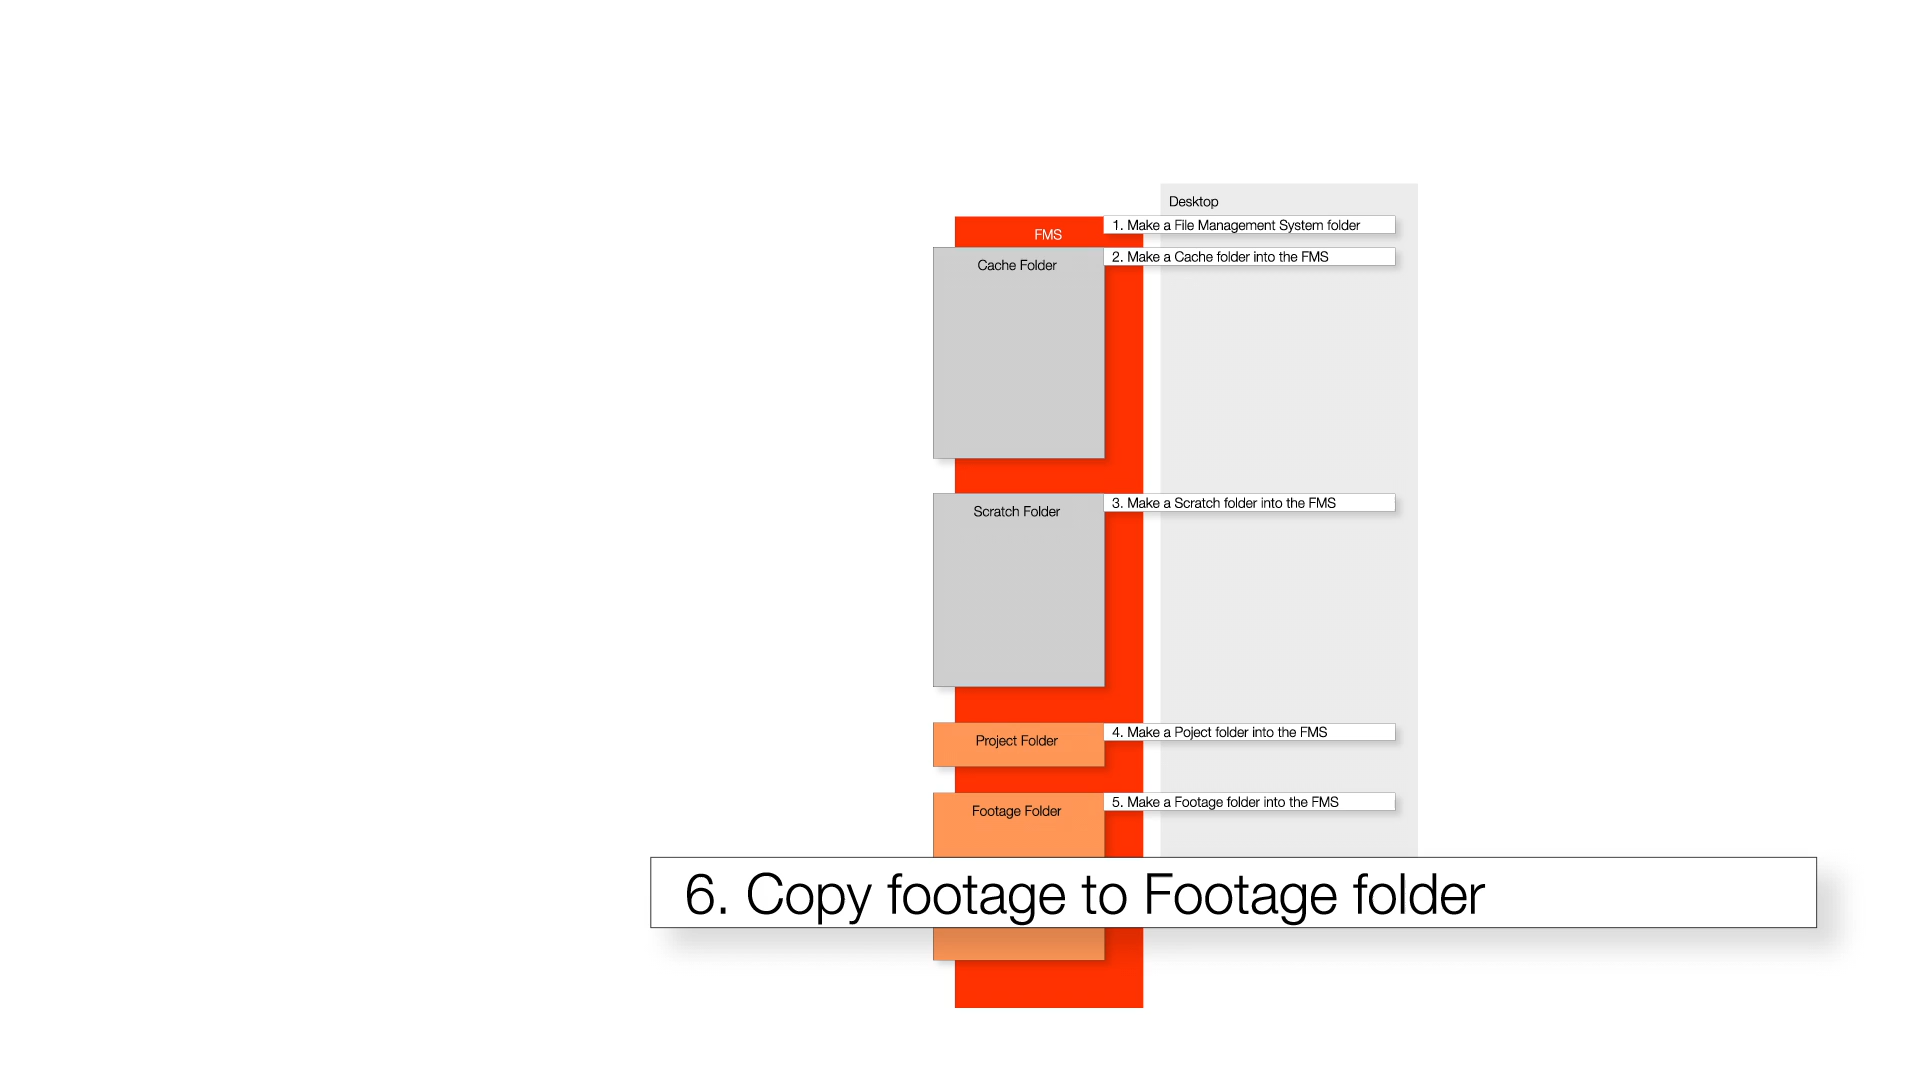 Desktop
1. Make a File Management System folder
FMS
2. Make a Cache folder into the FMS
Cache Folder
3. Make a Scratch folder into the FMS
Scratch Folder
4. Make a Poject folder into the FMS
Project Folder
5. Make a Footage folder into the FMS
Footage Folder
6. Copy footage to Footage folder